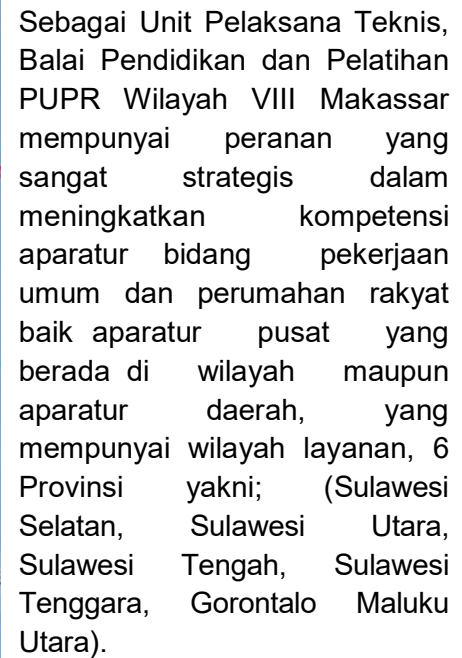 Sebagai Unit Pelaksana Teknis,
Balai Pendidikan dan Pelatihan
PUPR Wilayah VIII Makassar
mempunyai peranan yang
sangat strategis dalam
meningkatkan kompetensi
aparatur bidang pekerjaan
umum dan perumahan rakyat
baik aparatur pusat yang
berada di wilayah maupun
aparatur daerah, yang
mempunyai wilayah layanan, 6
Provinsi yakni; (Sulawesi
Selatan, Sulawesi Utara,
Sulawesi Tengah, Sulawesi
Tenggara, Gorontalo Maluku
Utara).